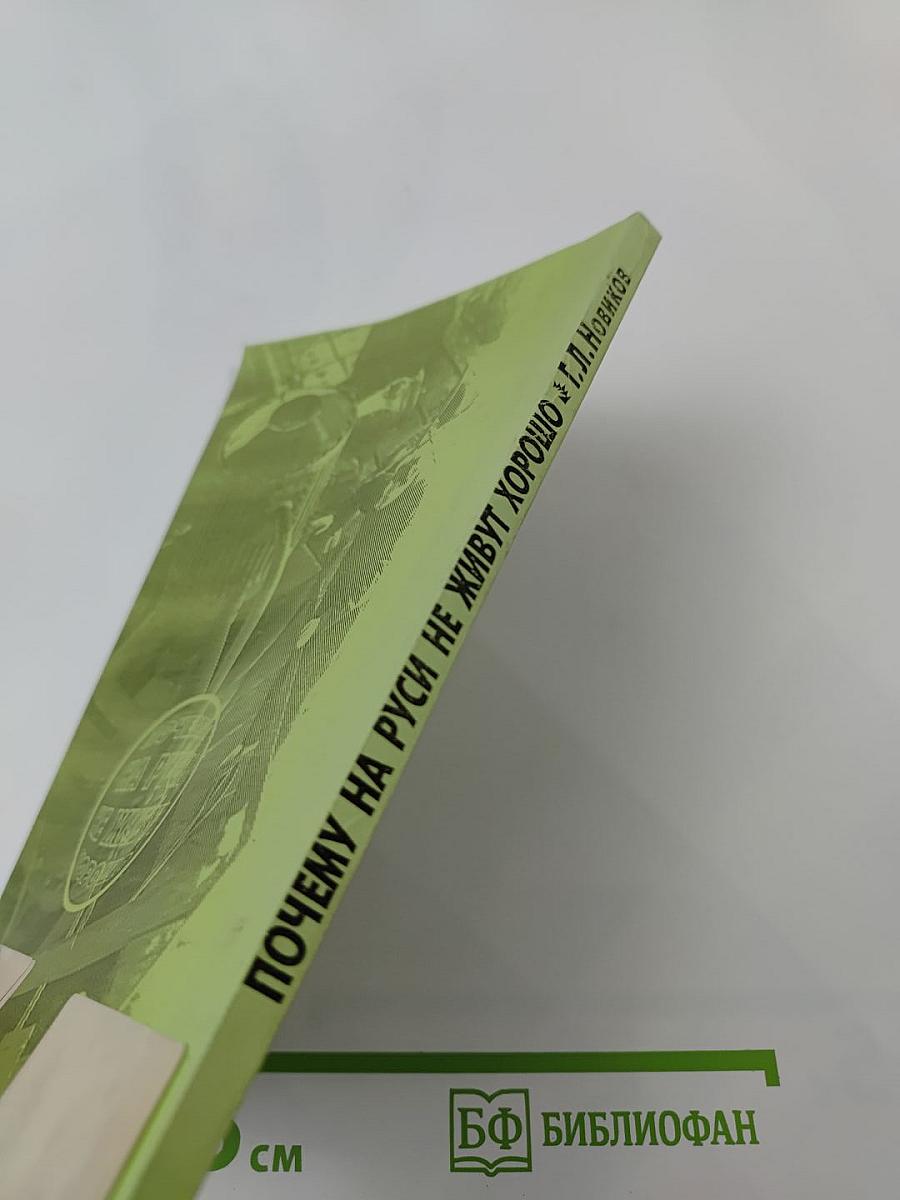 ПОЧЕМУ НА РУСИ НЕ ЖИВУТ ХОРОШО Г.Л.Новиков
см
БФ БИБЛИОФАН